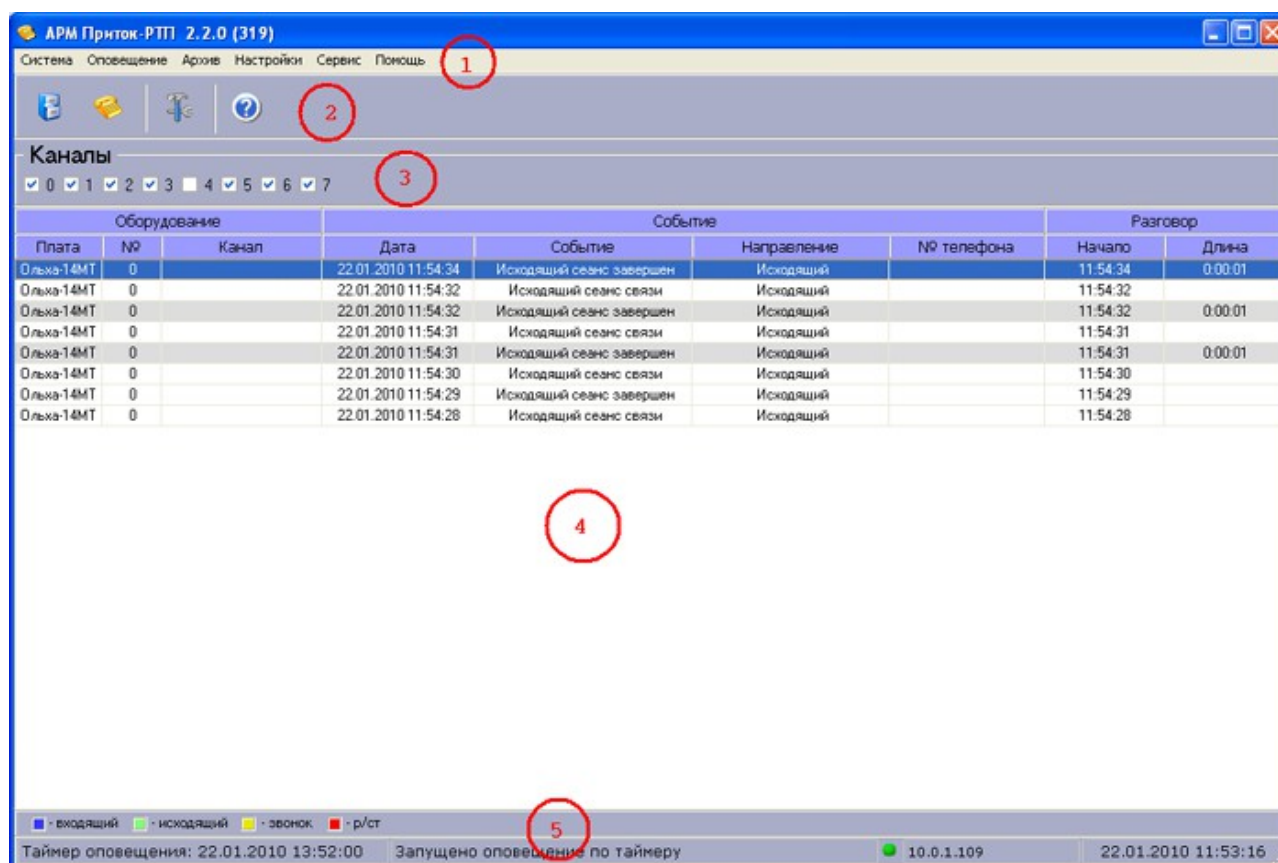 АРМ Приток-РТП 2.2.0 (319)
Система Оповещение Архив Настройки Сервис Помощь 1
2
Каналы
0 1 2 3 4 5 6 7 3
Оборудование Событие Разговор
Плата № Канал Дата Событие Направление № телефона Начало Длина
Ольха-14МТ 0 22.01.2010 11:54:34 Исходящий сеанс завершен Исходящий 11:54:34 0:00:01
Ольха-14МТ 0 22.01.2010 11:54:32 Исходящий сеанс связи Исходящий 11:54:32
Ольха-14МТ 0 22.01.2010 11:54:32 Исходящий сеанс завершен Исходящий 11:54:32 0:00:01
Ольха-14МТ 0 22.01.2010 11:54:31 Исходящий сеанс связи Исходящий 11:54:31
Ольха-14МТ 0 22.01.2010 11:54:31 Исходящий сеанс завершен Исходящий 11:54:31 0:00:01
Ольха-14МТ 0 22.01.2010 11:54:30 Исходящий сеанс связи Исходящий 11:54:30
Ольха-14МТ 0 22.01.2010 11:54:29 Исходящий сеанс завершен Исходящий 11:54:29
Ольха-14МТ 0 22.01.2010 11:54:28 Исходящий сеанс связи Исходящий 11:54:28
4
- входящий - исходящий - звонок - р/ст 5
Таймер оповещения: 22.01.2010 13:52:00 Запущено оповещение по таймеру 10.0.1.109 22.01.2010 11:53:16